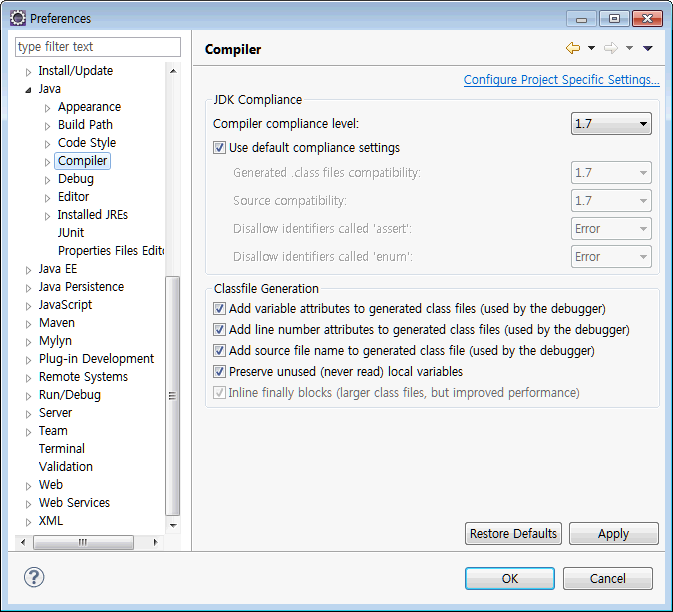 Preferences
type filter text
Install/Update
Java
Appearance
Build Path
Code Style
Compiler
Debug
Editor
Installed JREs
JUnit
Properties Files Edito
Java EE
Java Persistence
JavaScript
Maven
Mylyn
Plug-in Development
Remote Systems
Run/Debug
Server
Team
Terminal
Validation
Web
Web Services
XML
Compiler
Configure Project Specific Settings...
JDK Compliance
Compiler compliance level: 1.7
Use default compliance settings
Generated .class files compatibility: 1.7
Source compatibility: 1.7
Disallow identifiers called 'assert': Error
Disallow identifiers called 'enum': Error
Classfile Generation
Add variable attributes to generated class files (used by the debugger)
Add line number attributes to generated class files (used by the debugger)
Add source file name to generated class file (used by the debugger)
Preserve unused (never read) local variables
Inline finally blocks (larger class files, but improved performance)
Restore Defaults Apply
? OK Cancel